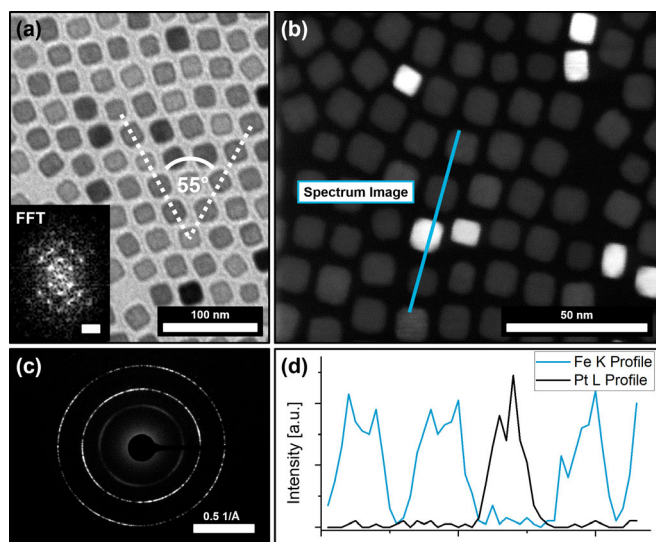 (a)
55°
FFT
100 nm
(b)
Spectrum Image
50 nm
(c)
0.5 1/Å
(d)
Fe K Profile
Pt L Profile
Intensity [a.u.]